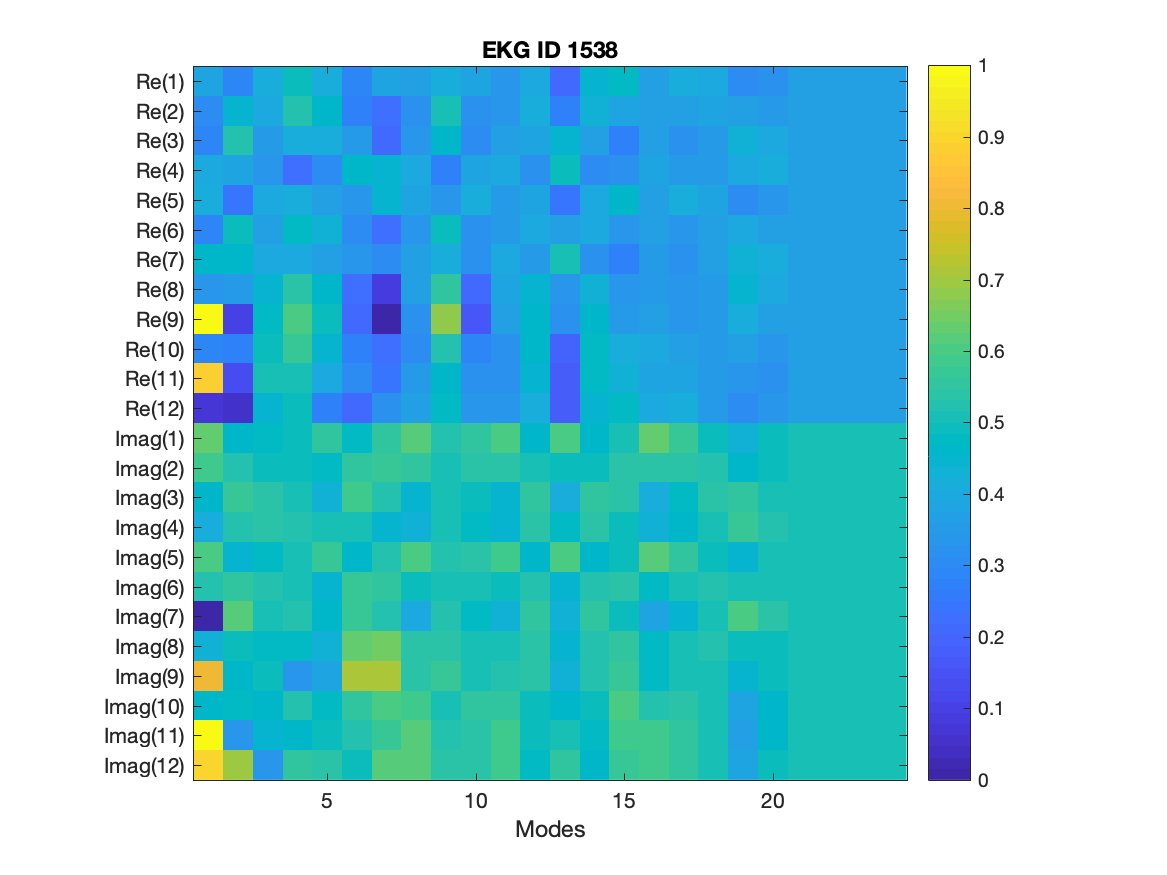 EKG ID 1538
Re(1)
Re(2)
Re(3)
Re(4)
Re(5)
Re(6)
Re(7)
Re(8)
Re(9)
Re(10)
Re(11)
Re(12)
Imag(1)
Imag(2)
Imag(3)
Imag(4)
Imag(5)
Imag(6)
Imag(7)
Imag(8)
Imag(9)
Imag(10)
Imag(11)
Imag(12)
5 10 15 20
Modes
1
0.9
0.8
0.7
0.6
0.5
0.4
0.3
0.2
0.1
0